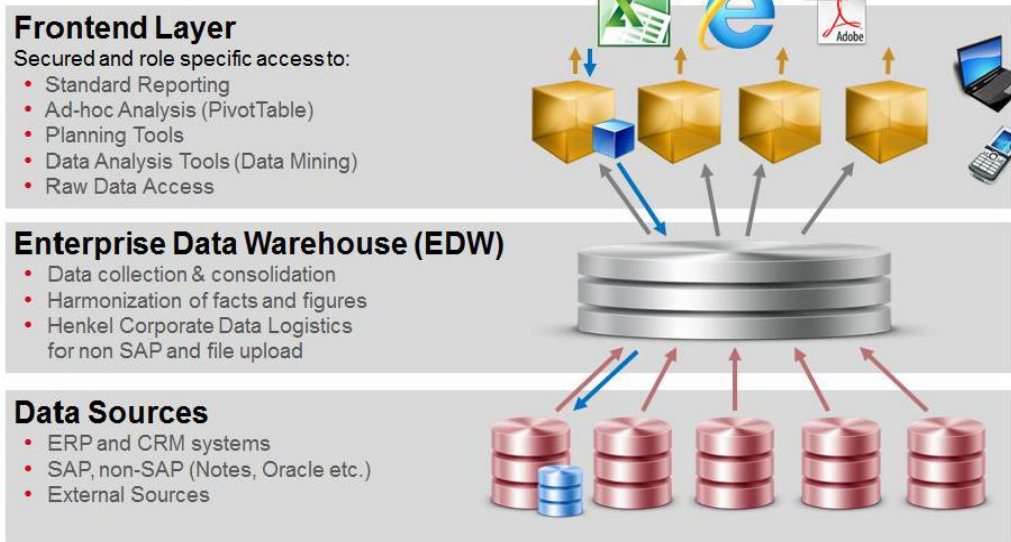 Frontend Layer
Secured and role specific access to:
• Standard Reporting
• Ad-hoc Analysis (PivotTable)
• Planning Tools
• Data Analysis Tools (Data Mining)
• Raw Data Access
Adobe
Enterprise Data Warehouse (EDW)
• Data collection & consolidation
• Harmonization of facts and figures
• Henkel Corporate Data Logistics
for non SAP and file upload
Data Sources
• ERP and CRM systems
• SAP, non-SAP (Notes, Oracle etc.)
• External Sources